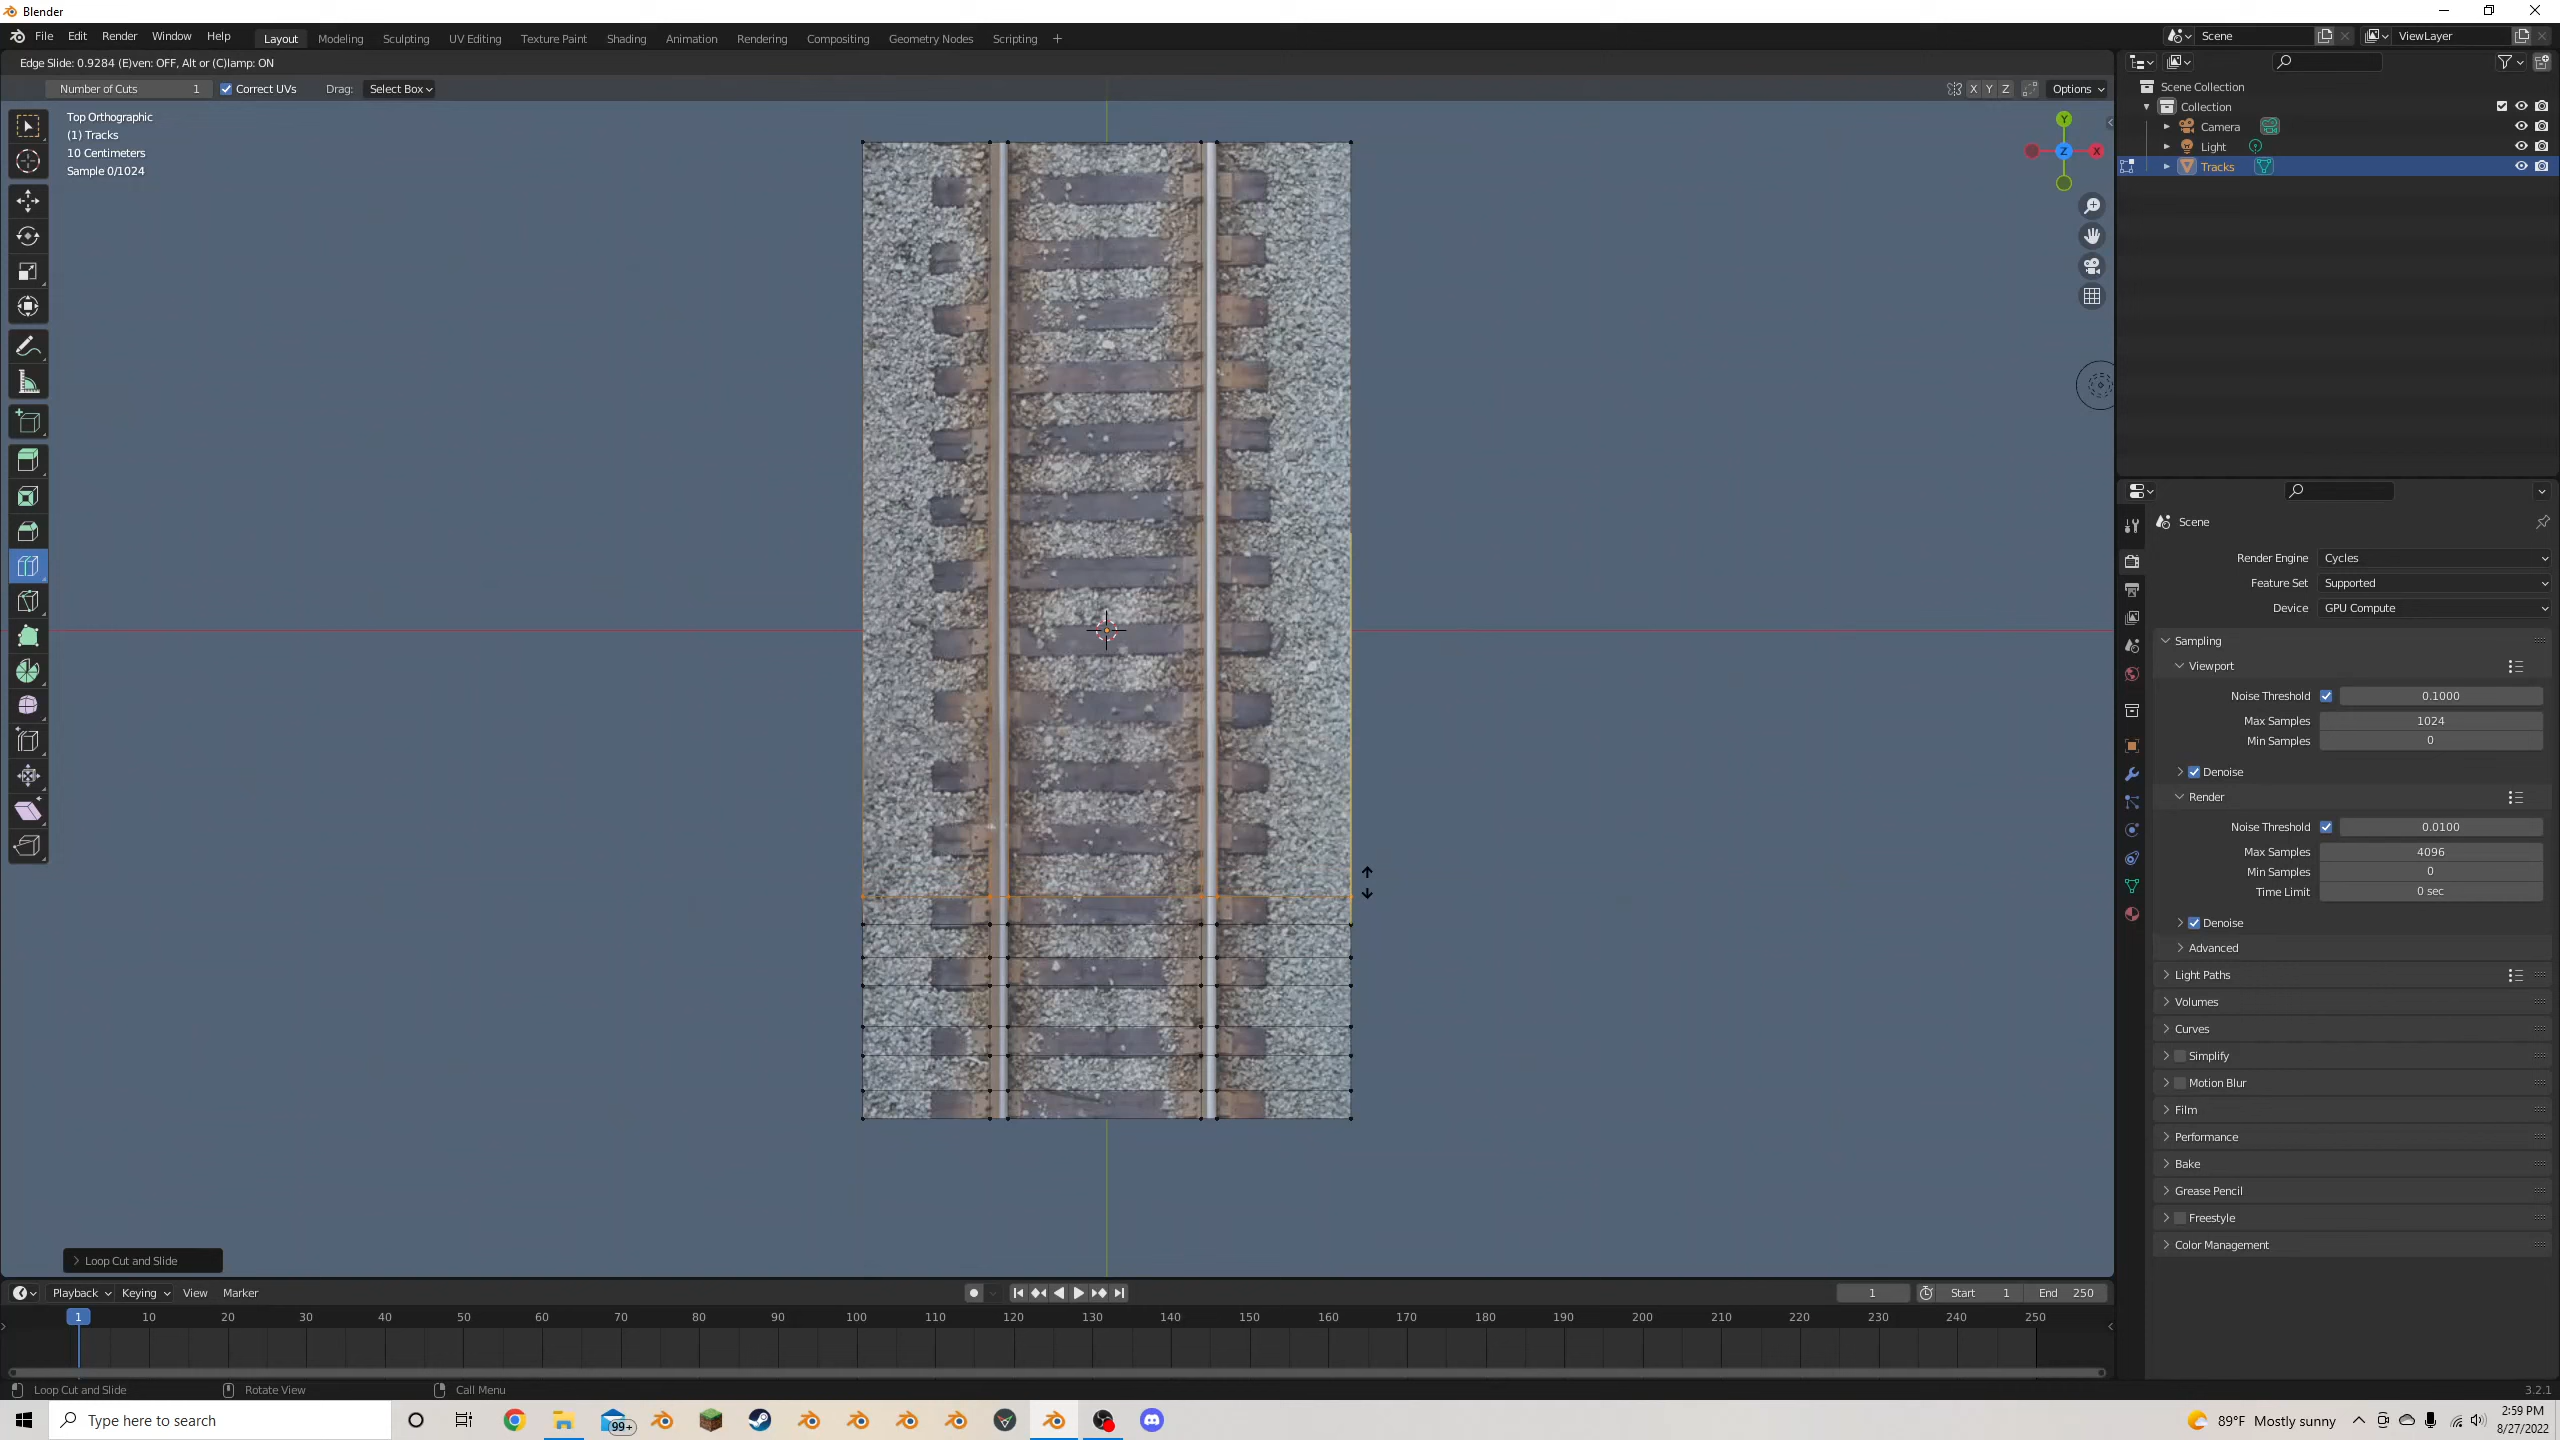 Blender
File Edit Render Window Help
Layout Modeling Sculpting UV Editing Texture Paint Shading Animation Rendering Compositing Geometry Nodes Scripting +
Scene
ViewLayer
Edge Slide: 0.9284 (E)ven: OFF, Alt or (C)lamp: ON
Number of Cuts 1 Correct UVs Drag: Select Box
X Y Z Options
Top Orthographic
(1) Tracks
10 Centimeters
Sample 0/1024
Y
Z X
Scene Collection
Collection
Camera
Light
Tracks
Scene
Render Engine Cycles
Feature Set Supported
Device GPU Compute
Sampling
Viewport
Noise Threshold 0.1000
Max Samples 1024
Min Samples 0
Denoise
Render
Noise Threshold 0.0100
Max Samples 4096
Min Samples 0
Time Limit 0 sec
Denoise
Advanced
Light Paths
Volumes
Curves
Simplify
Motion Blur
Film
Performance
Bake
Grease Pencil
Freestyle
Color Management
Loop Cut and Slide
Playback Keying View Marker
1 Start 1 End 250
1 10 20 30 40 50 60 70 80 90 100 110 120 130 140 150 160 170 180 190 200 210 220 230 240 250
Loop Cut and Slide Rotate View Call Menu
3.2.1
Type here to search
99+
89°F Mostly sunny
2:59 PM
8/27/2022